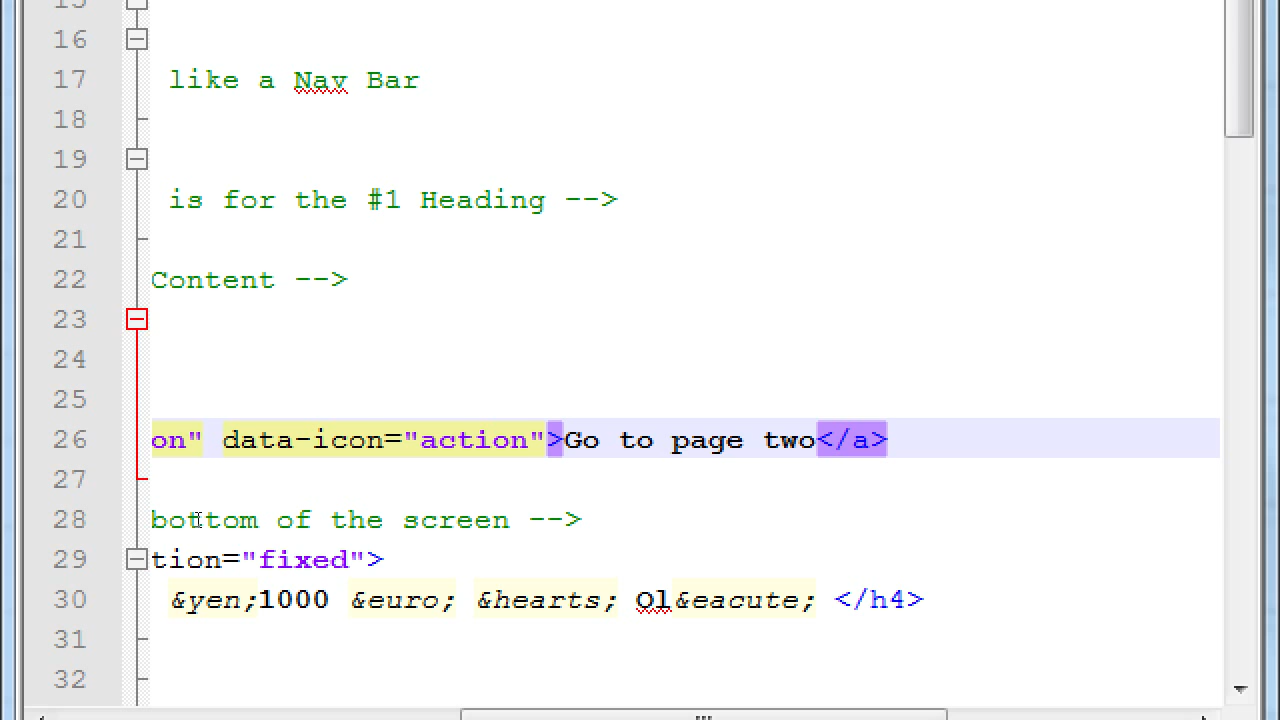 15
16
17 like a Nav Bar
18
19
20 is for the #1 Heading -->
21
22 Content -->
23
24
25
26 on" data-icon="action">Go to page two</a>
27
28 bottom of the screen -->
29 tion="fixed">
30 &yen;1000 &euro; &hearts; Ol&eacute; </h4>
31
32